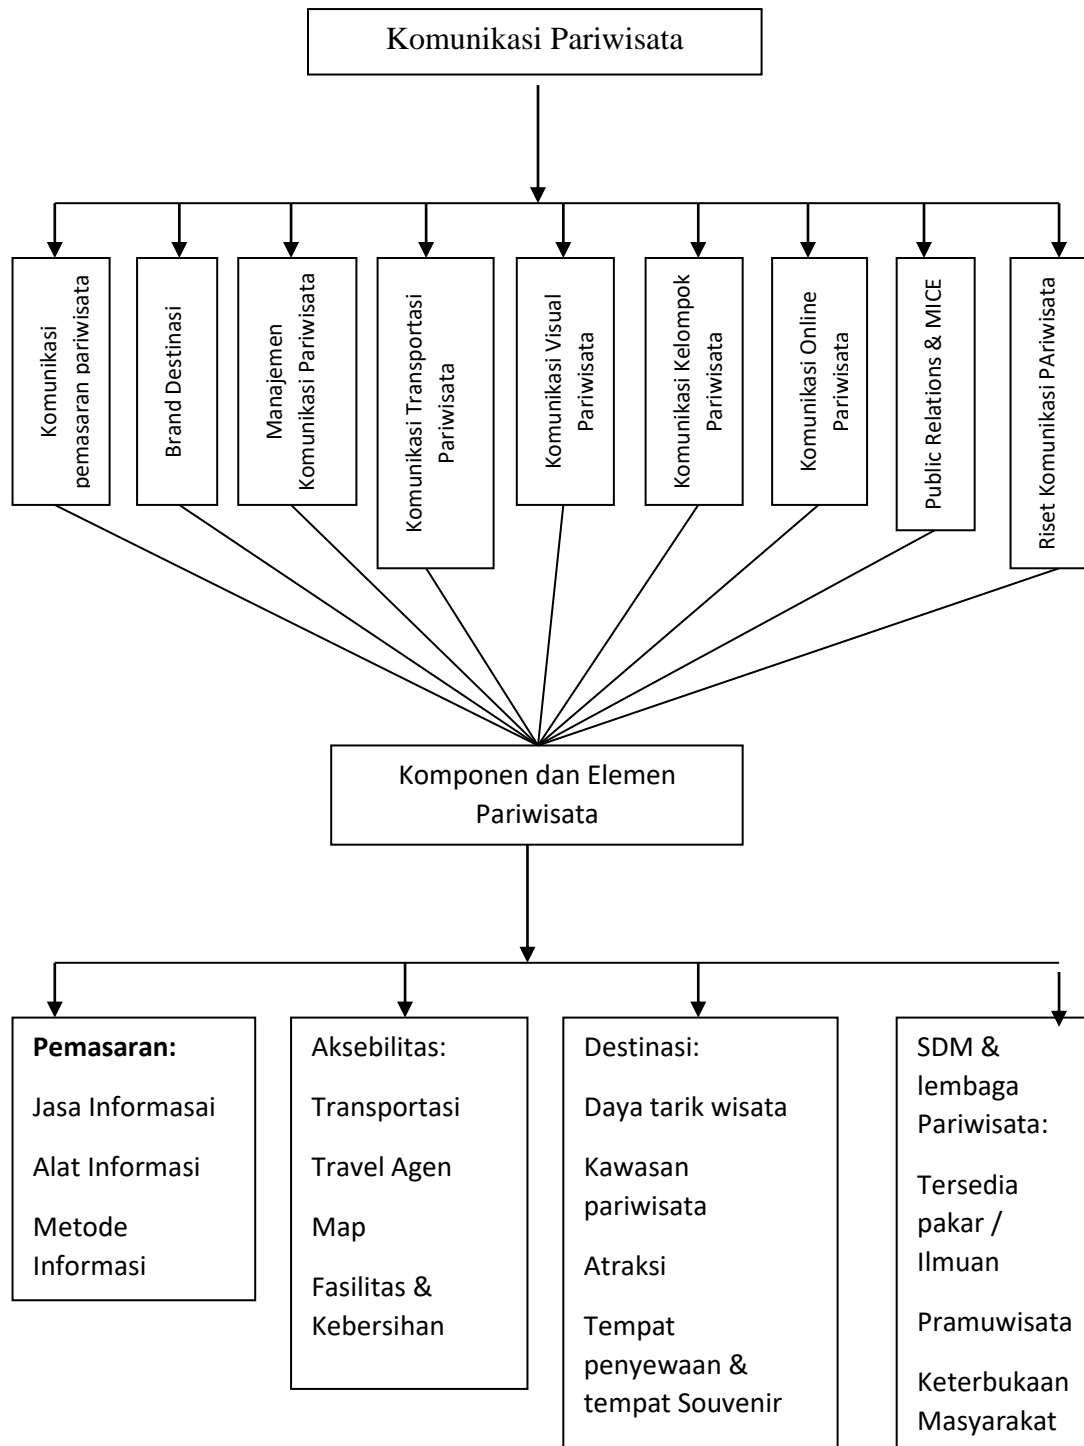 Komunikasi Pariwisata
Komunikasi
pemasaran pariwisata
Brand Destinasi
Manajemen
Komunikasi Pariwisata
Komunikasi Transportasi
Pariwisata
Komunikasi Visual
Pariwisata
Komunikasi Kelompok
Pariwisata
Komunikasi Online
Pariwisata
Public Relations & MICE
Riset Komunikasi PAriwisata
Komponen dan Elemen
Pariwisata
Pemasaran:
Jasa Informasai
Alat Informasi
Metode
Informasi
Aksebilitas:
Transportasi
Travel Agen
Map
Fasilitas &
Kebersihan
Destinasi:
Daya tarik wisata
Kawasan
pariwisata
Atraksi
Tempat
penyewaan &
tempat Souvenir
SDM &
lembaga
Pariwisata:
Tersedia
pakar /
Ilmuan
Pramuwisata
Keterbukaan
Masyarakat